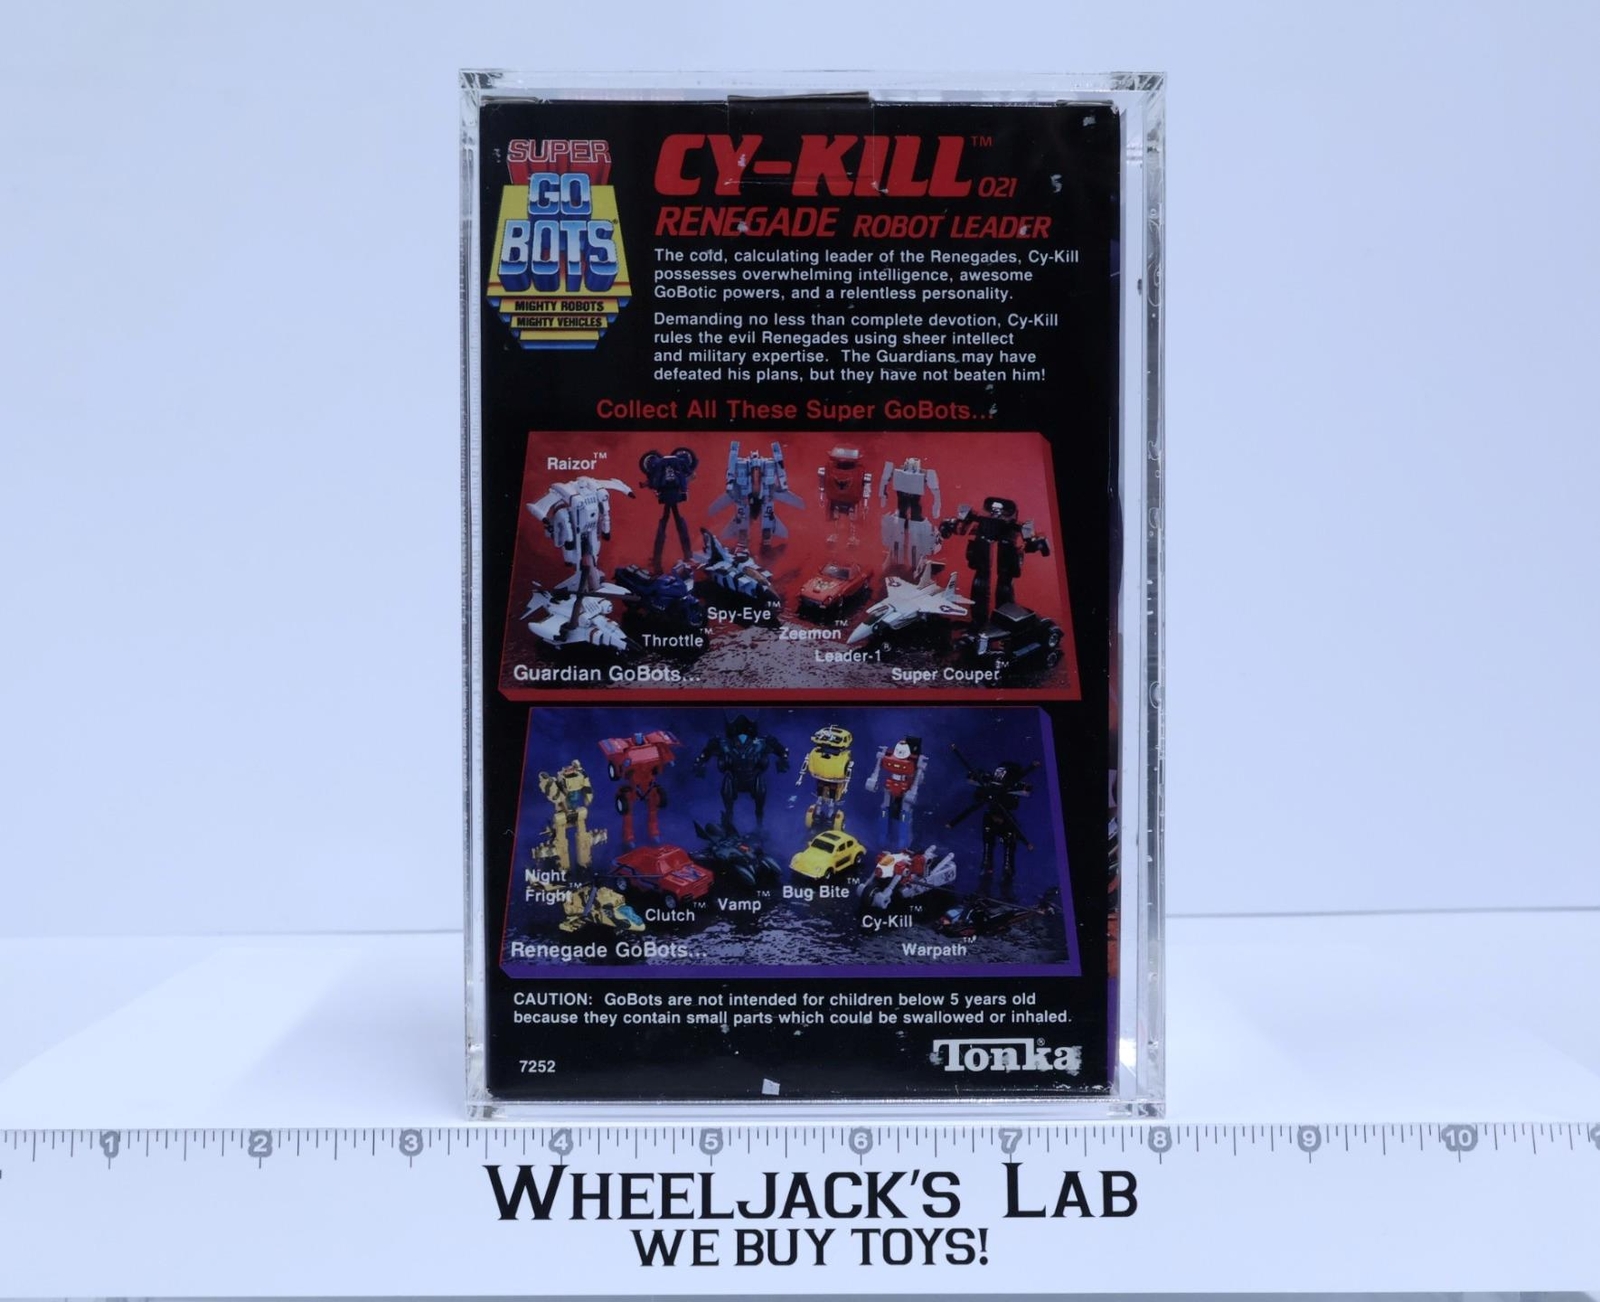 SUPER
GO
BOTS®
MIGHTY ROBOTS
MIGHTY VEHICLES
CY-KILL™ 021
RENEGADE ROBOT LEADER
The cold, calculating leader of the Renegades, Cy-Kill
possesses overwhelming intelligence, awesome
GoBotic powers, and a relentless personality.
Demanding no less than complete devotion, Cy-Kill
rules the evil Renegades using sheer intellect
and military expertise. The Guardians may have
defeated his plans, but they have not beaten him!
Collect All These Super GoBots...
Raizor™
Spy-Eye™
Throttle™
Zeemon™
Leader-1®
Super Couper™
Guardian GoBots...
Night
Fright™
Clutch™
Vamp™
Bug Bite™
Cy-Kill™
Warpath™
Renegade GoBots...
CAUTION: GoBots are not intended for children below 5 years old
because they contain small parts which could be swallowed or inhaled.
7252
Tonka®
1 2 3 4 5 6 7 8 9 10
WHEELJACK'S LAB
WE BUY TOYS!